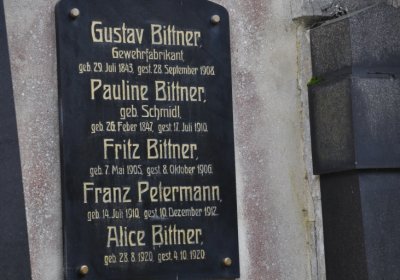 Gustav Bittner,
Gewehrfabrikant,
geb. 29. Juli 1843, gest. 28. September 1908.
Pauline Bittner,
geb. Schmidl,
geb. 26. Feber 1847, gest. 17. Juli 1910.
Fritz Bittner,
geb. 7. Mai 1905, gest. 8. Oktober 1906.
Franz Petermann,
geb. 14. Juli 1910, gest. 10. Dezember 1912.
Alice Bittner,
geb. 28. 8. 1920, gest. 4. 10. 1920.